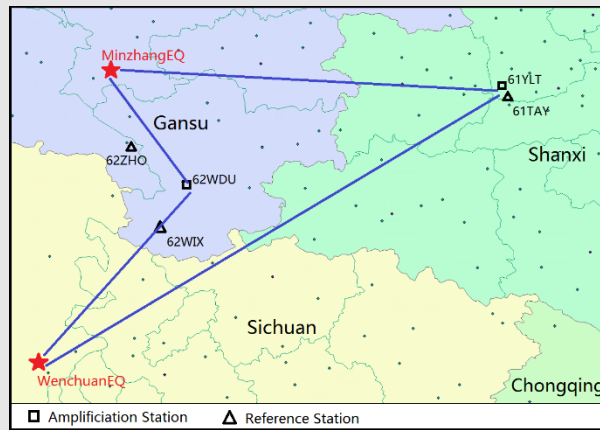 MinzhangEQ
61YLT
61TAY
Gansu
62ZHO
Shanxi
62WDU
62WIX
Sichuan
WenchuanEQ
Chongqing
Amplificiation Station
Reference Station